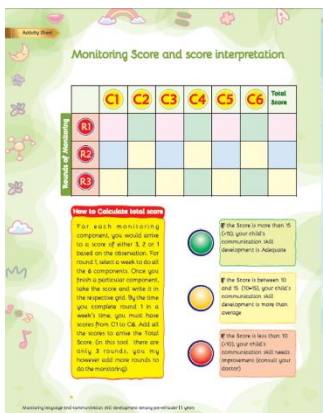 Activity Sheet
Monitoring Score and score interpretation
C1 C2 C3 C4 C5 C6 Total
Score
Rounds of Monitoring
R1
R2
R3
How to Calculate total score
For each monitoring
component, you would arrive
to a score of either 3, 2 or 1
based on the observation. For
round 1, select a week to do all
the 6 components. Once you
finish a particular component,
take the score and write it in
the respective grid. By the time
you complete round 1 in a
week's time, you must have
scores from C1 to C6. Add all
the scores to arrive the Total
Score. (in this tool there are
only 3 rounds, you my
however add more rounds to
do the monitoring)
If the Score is more than 15
(>15), your child's
communication skill
development is Adequate
If the Score is between 10
and 15 (10≤15), your child's
communication skill
development is more than
average
If the Score is less than 10
(<10), your child's
communication skill
needs improvement (consult your
doctor)
Monitoring language and communication skill development among